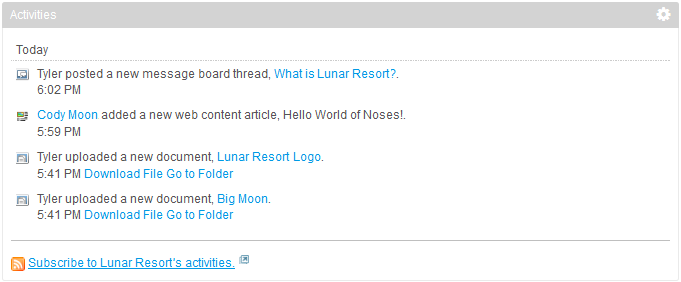 Activities
Today
Tyler posted a new message board thread, What is Lunar Resort?.
6:02 PM
Cody Moon added a new web content article, Hello World of Noses!.
5:59 PM
Tyler uploaded a new document, Lunar Resort Logo.
5:41 PM Download File Go to Folder
Tyler uploaded a new document, Big Moon.
5:41 PM Download File Go to Folder
Subscribe to Lunar Resort's activities.